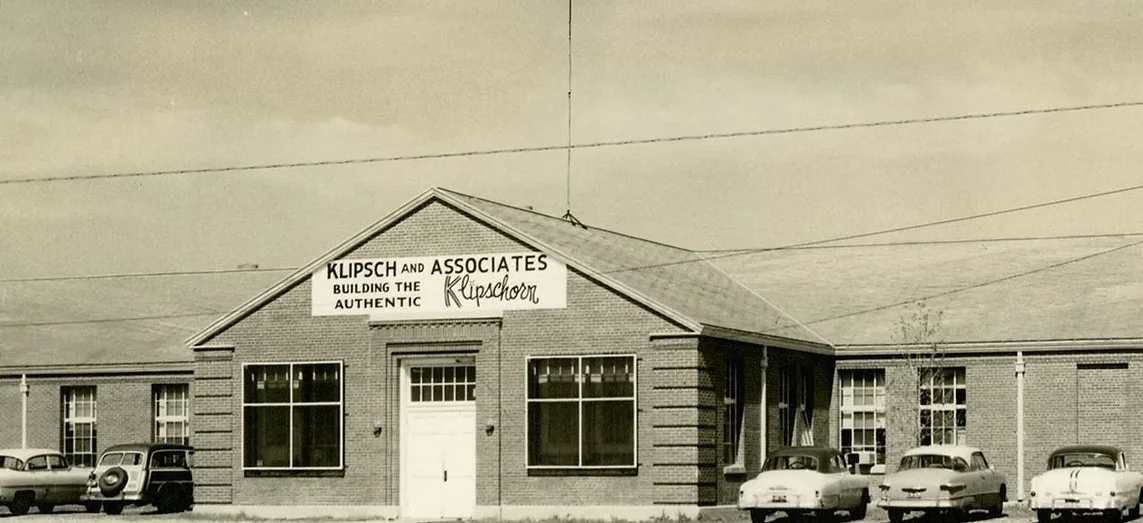 KLIPSCH AND ASSOCIATES
BUILDING THE
AUTHENTIC
Klipschorn